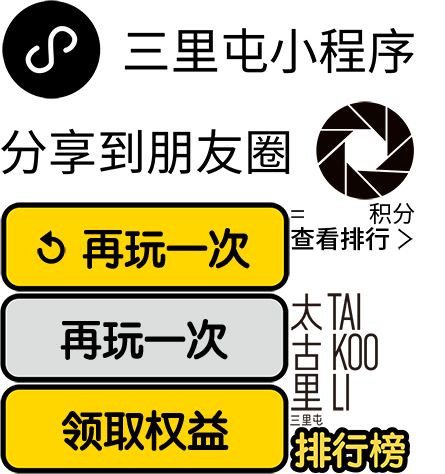 三里屯小程序
分享到朋友圈
= 积分
查看排行
再玩一次
再玩一次
领取权益
太古里
TAI
KOO
LI
三里屯
排行榜